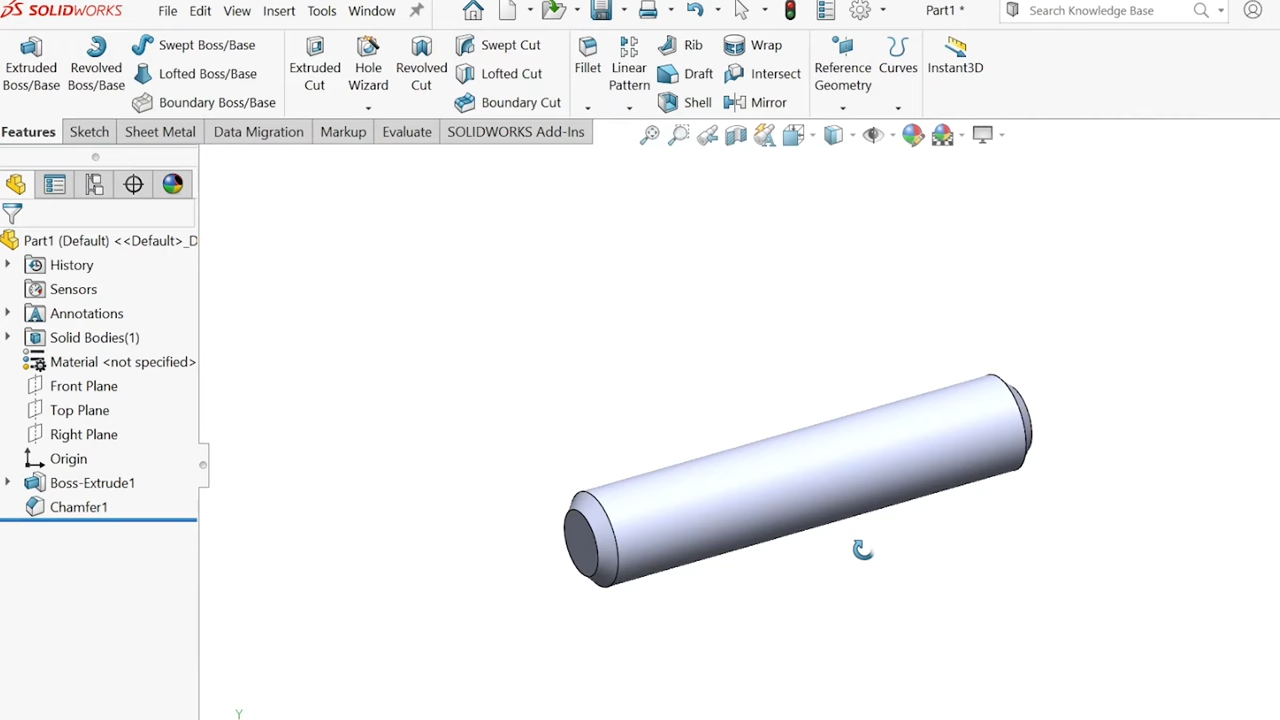 SOLIDWORKS File Edit View Insert Tools Window Part1 * Search Knowledge Base
Extruded Boss/Base
Revolved Boss/Base
Swept Boss/Base
Lofted Boss/Base
Boundary Boss/Base
Extruded Cut
Hole Wizard
Revolved Cut
Swept Cut
Lofted Cut
Boundary Cut
Fillet
Linear Pattern
Rib
Draft
Shell
Wrap
Intersect
Mirror
Reference Geometry
Curves
Instant3D
Features Sketch Sheet Metal Data Migration Markup Evaluate SOLIDWORKS Add-Ins
Part1 (Default) <<Default>_D
History
Sensors
Annotations
Solid Bodies(1)
Material <not specified>
Front Plane
Top Plane
Right Plane
Origin
Boss-Extrude1
Chamfer1
Y